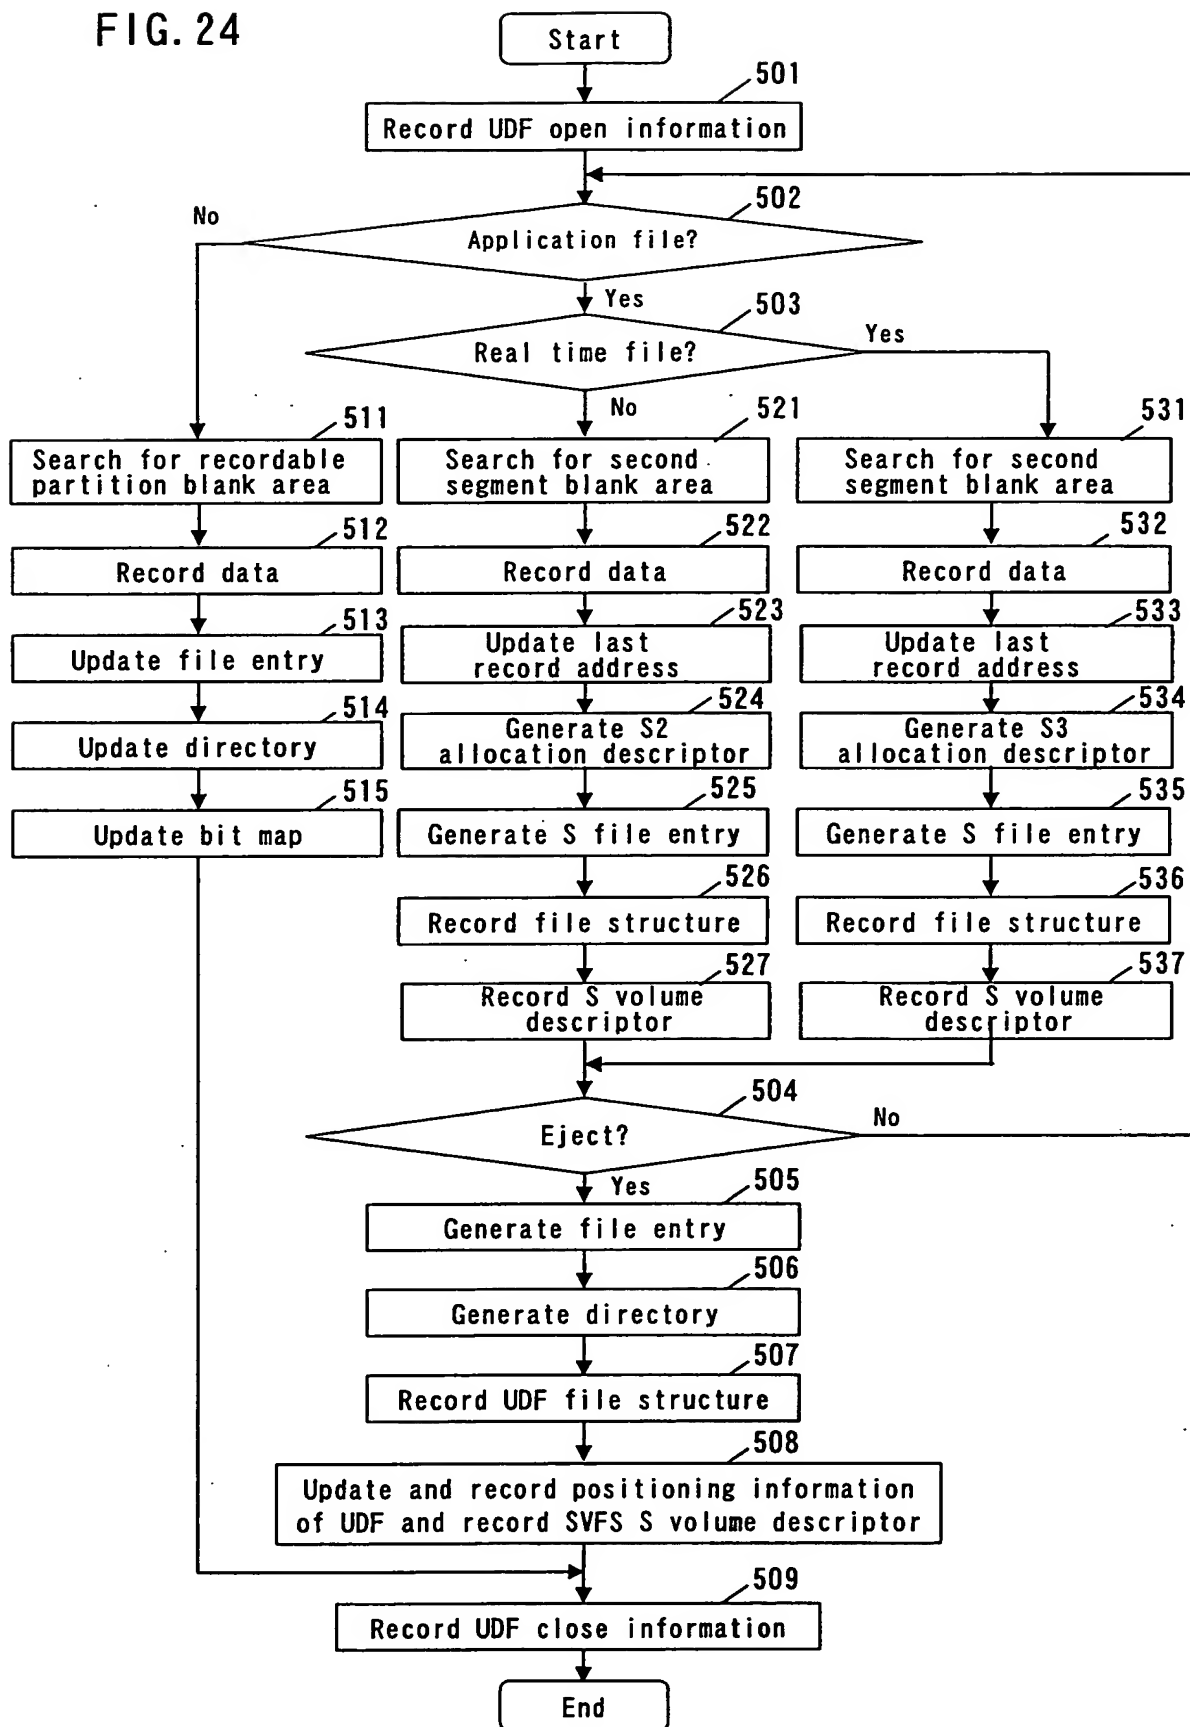 FIG. 24
Start
501
Record UDF open information
502
No
Application file?
Yes
503
Yes
Real time file?
No
511
521
531
Search for recordable
partition blank area
Search for second
segment blank area
Search for second
segment blank area
512
522
532
Record data
Record data
Record data
513
523
533
Update file entry
Update last
record address
Update last
record address
514
524
534
Update directory
Generate S2
allocation descriptor
Generate S3
allocation descriptor
515
525
535
Update bit map
Generate S file entry
Generate S file entry
526
536
Record file structure
Record file structure
527
537
Record S volume
descriptor
Record S volume
descriptor
504
No
Eject?
Yes
505
Generate file entry
506
Generate directory
507
Record UDF file structure
508
Update and record positioning information
of UDF and record SVFS S volume descriptor
509
Record UDF close information
End